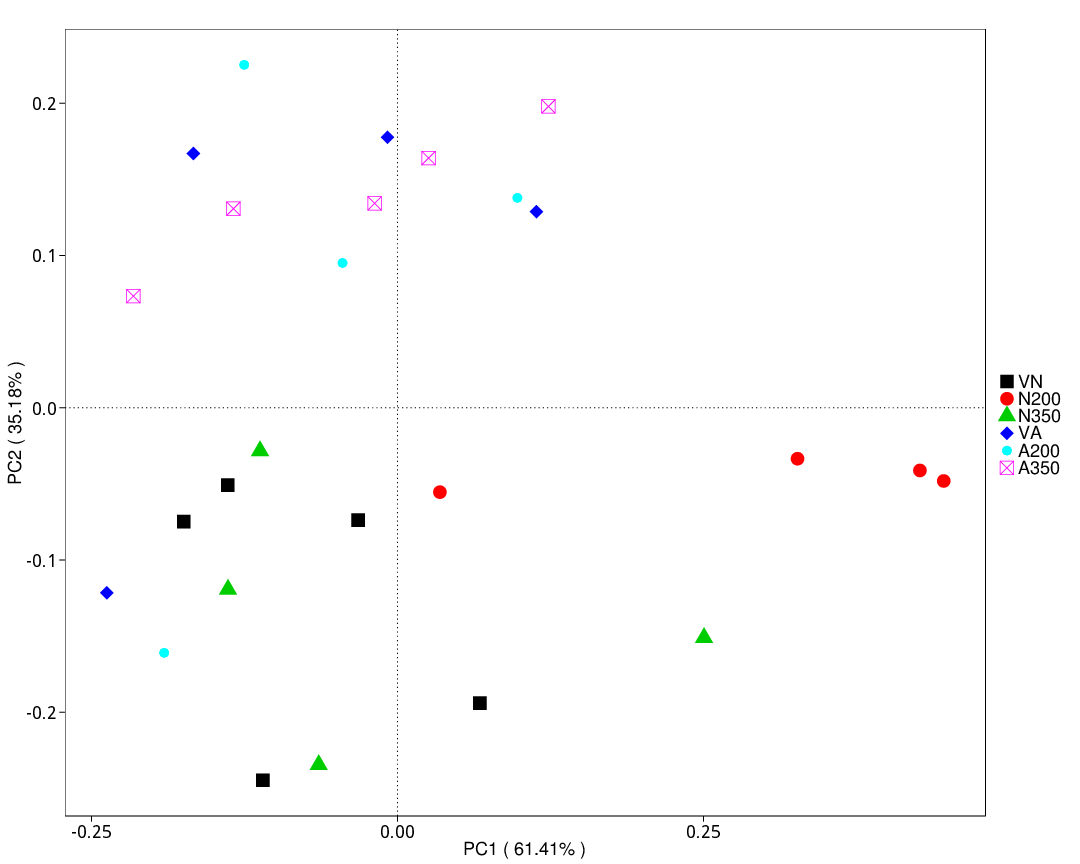 0.2
0.1
0.0
-0.1
-0.2
PC2 ( 35.18% )
-0.25
0.00
0.25
PC1 ( 61.41% )
VN
N200
N350
VA
A200
A350